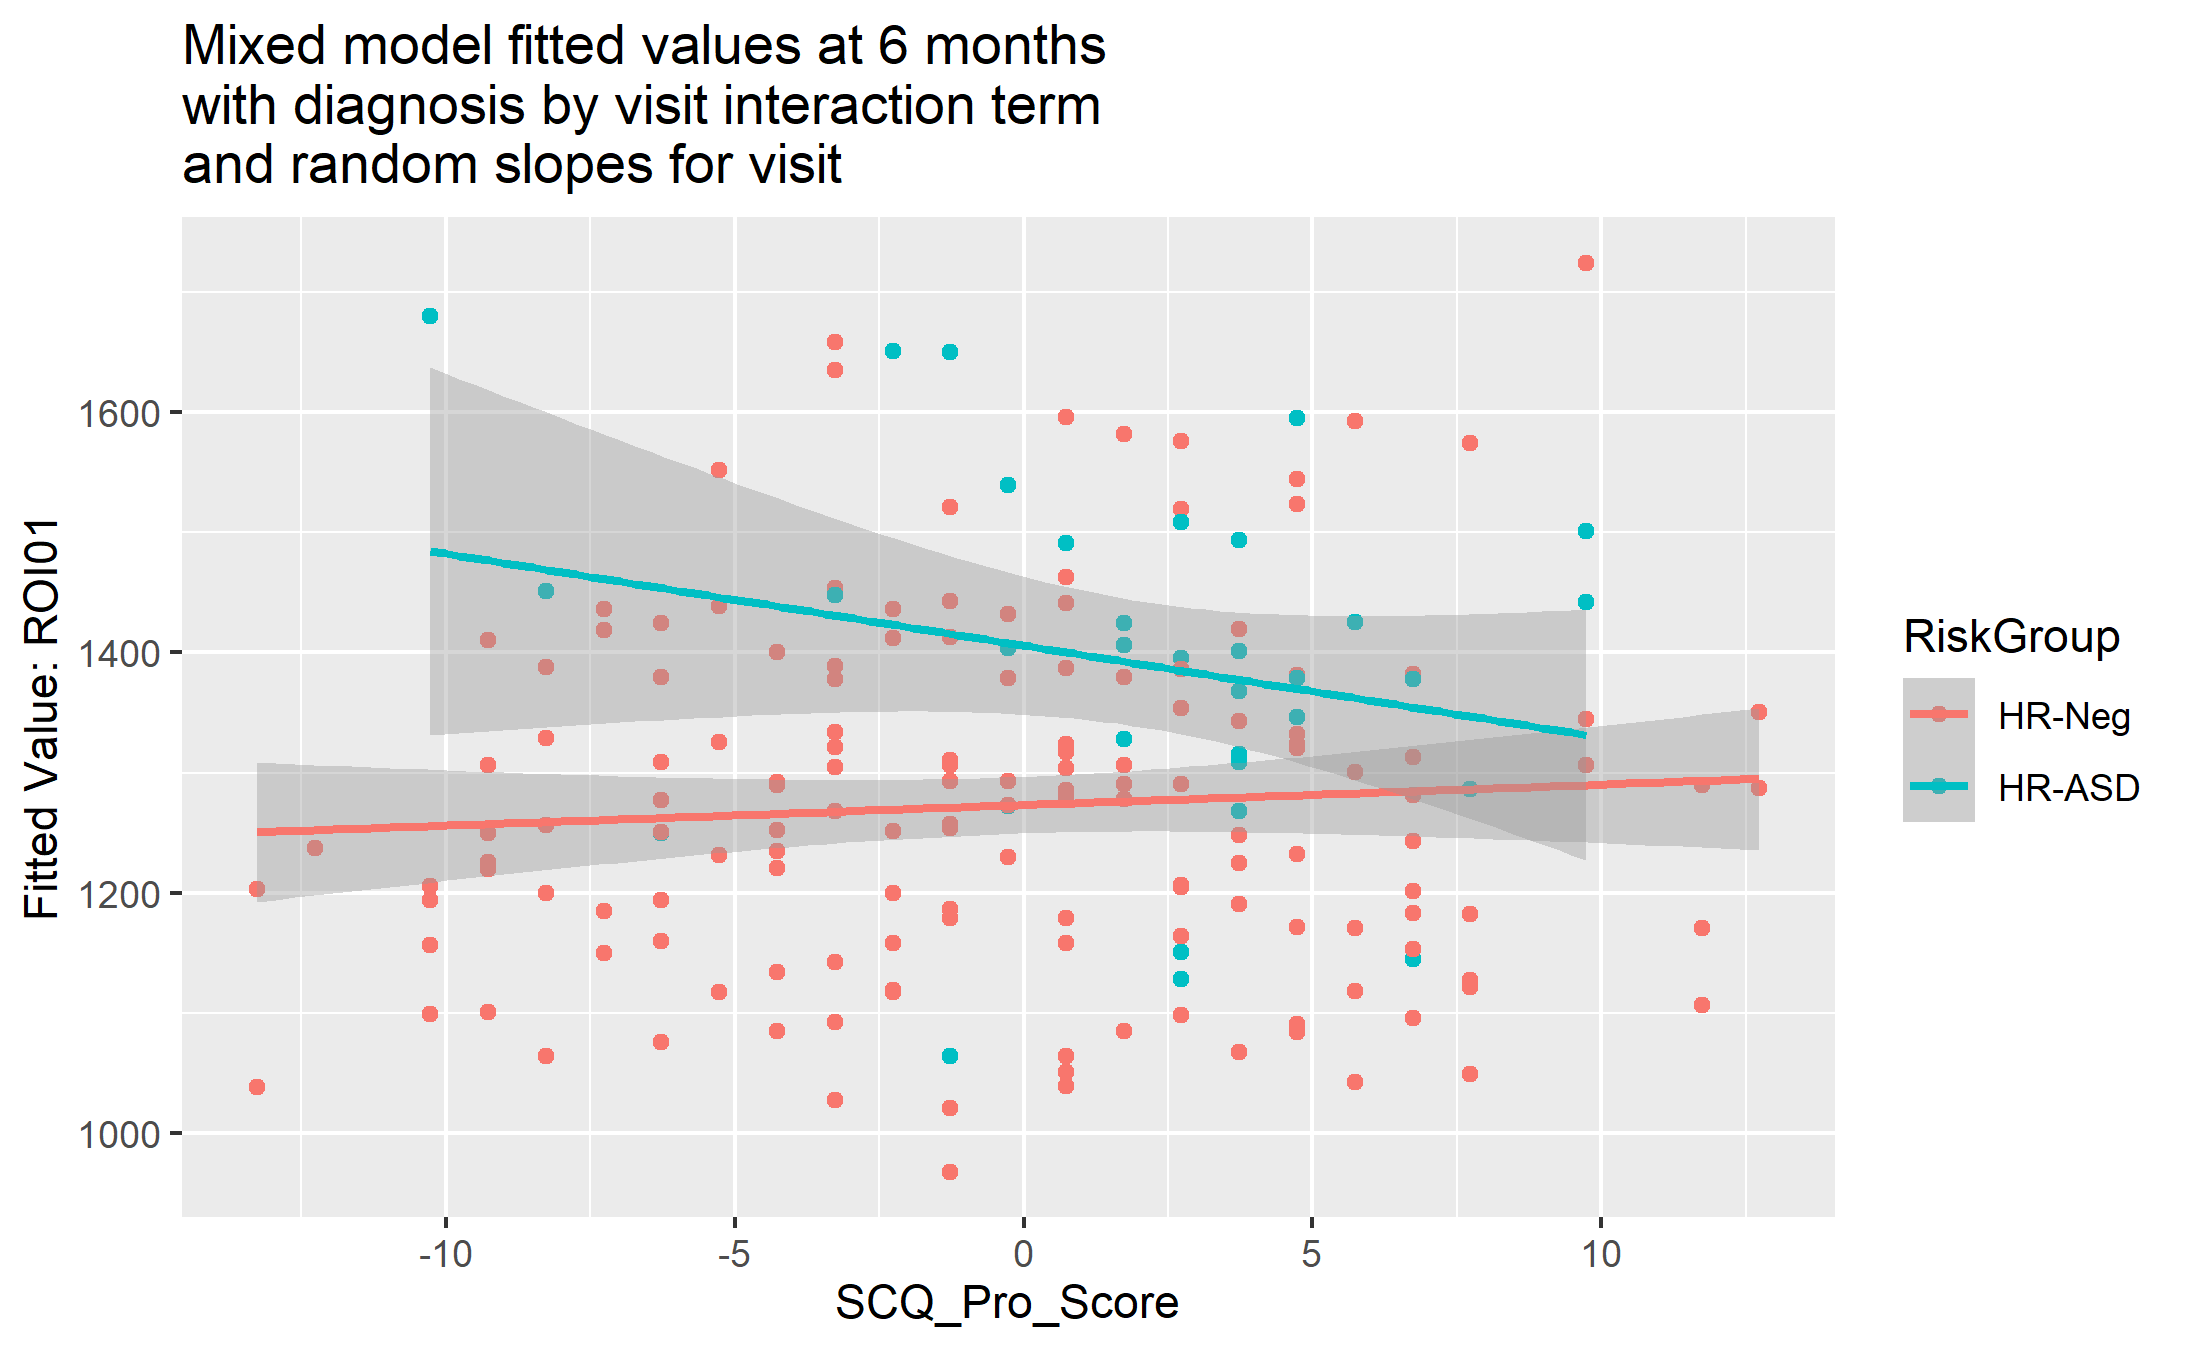 Mixed model fitted values at 6 months
with diagnosis by visit interaction term
and random slopes for visit
Fitted Value: ROI01
1600
1400
1200
1000
-10
-5
0
5
10
SCQ_Pro_Score
RiskGroup
HR-Neg
HR-ASD